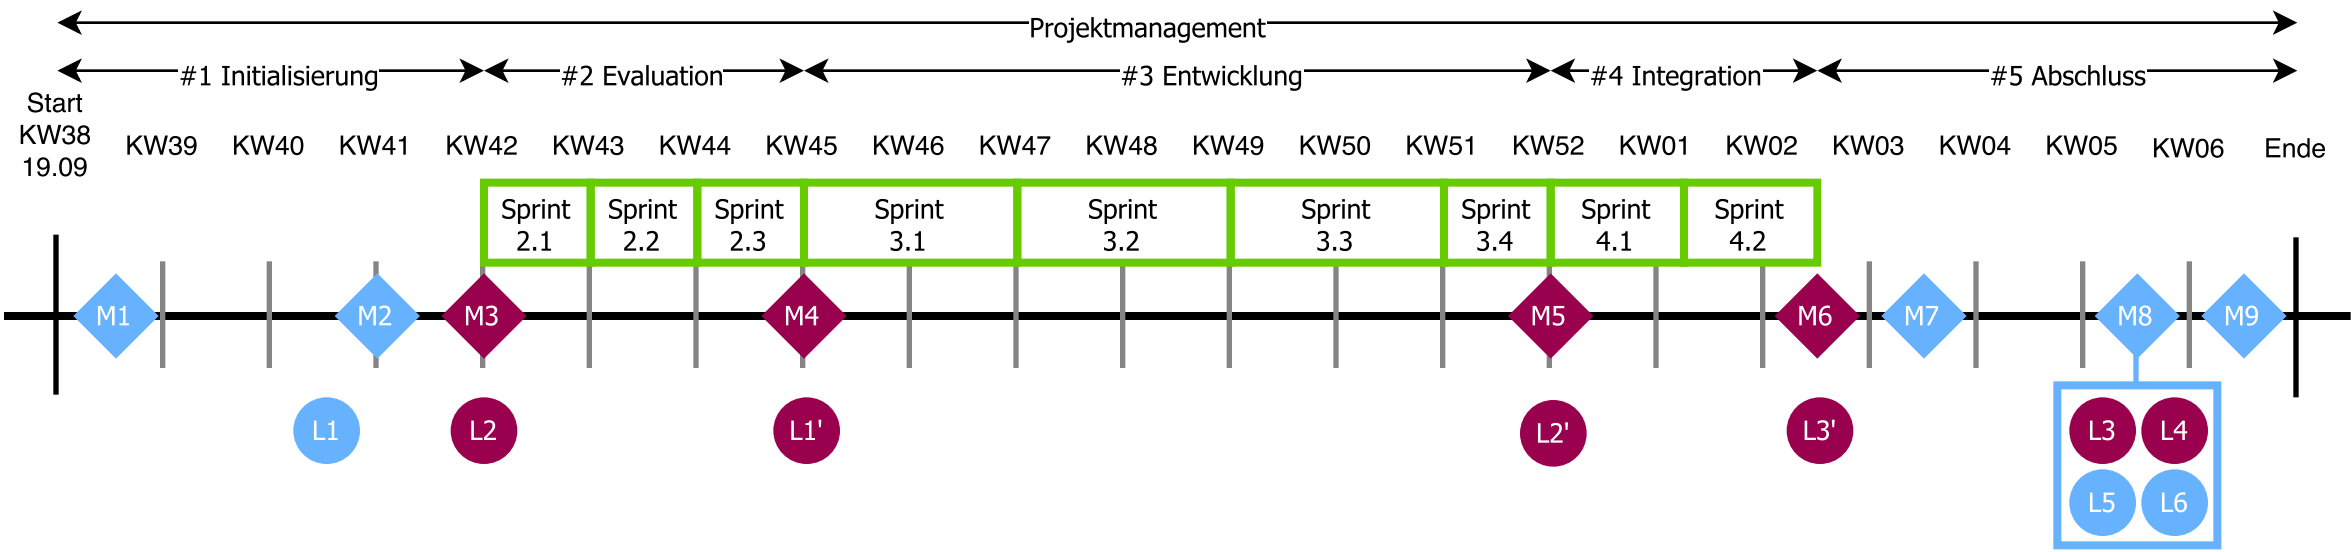 Projektmanagement
#1 Initialisierung
#2 Evaluation
#3 Entwicklung
#4 Integration
#5 Abschluss
Start
KW38
19.09
KW39
KW40
KW41
KW42
KW43
KW44
KW45
KW46
KW47
KW48
KW49
KW50
KW51
KW52
KW01
KW02
KW03
KW04
KW05
KW06
Ende
Sprint
2.1
Sprint
2.2
Sprint
2.3
Sprint
3.1
Sprint
3.2
Sprint
3.3
Sprint
3.4
Sprint
4.1
Sprint
4.2
M1
M2
M3
M4
M5
M6
M7
M8
M9
L1
L2
L1'
L2'
L3'
L3
L4
L5
L6